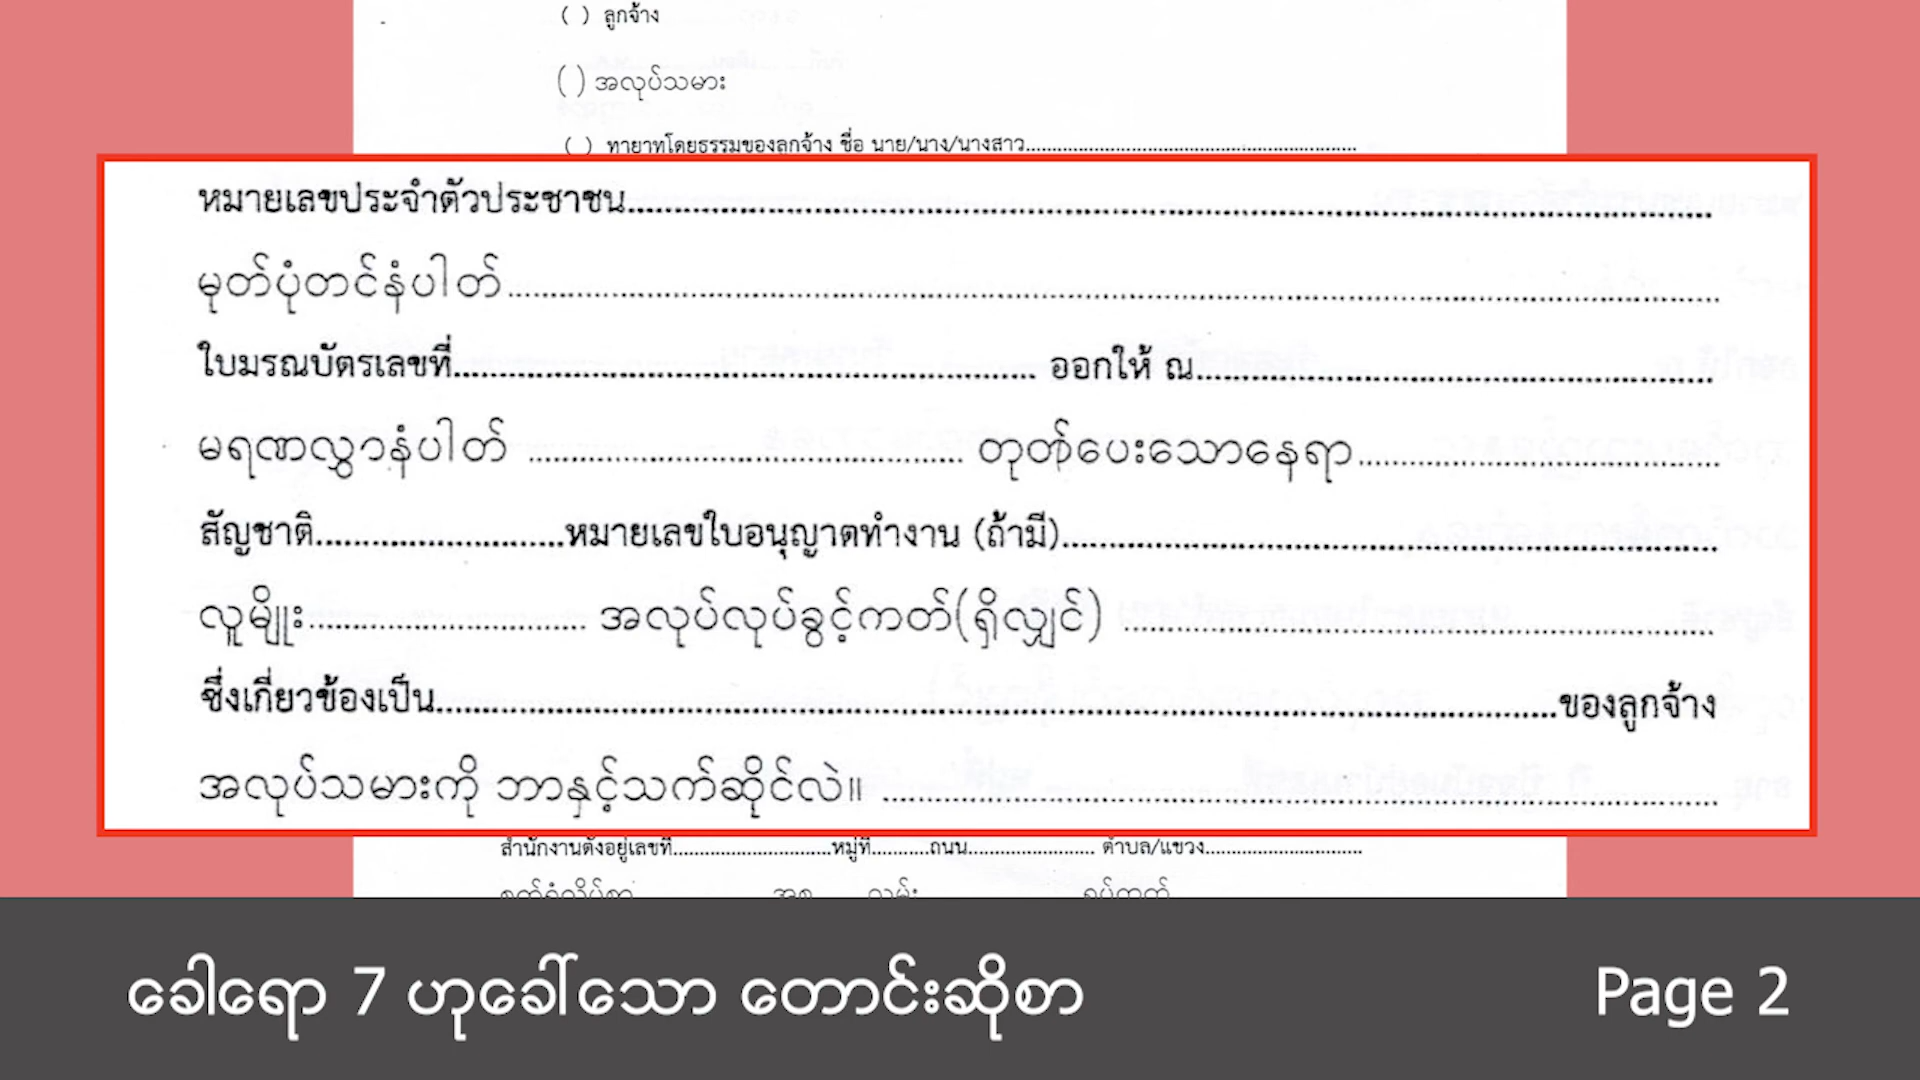 ( ) ลูกจ้าง
( ) အလုပ်သမား
( ) ทายาทโดยธรรมของลูกจ้าง ชื่อ นาย/นาง/นางสาว..........
หมายเลขประจำตัวประชาชน..........
မှတ်ပုံတင်နံပါတ်..........
ใบมรณบัตรเลขที่.......... ออกให้ ณ..........
မရဏလွှာနံပါတ် .......... တုတ်ပေးသောနေရာ..........
สัญชาติ..........หมายเลขใบอนุญาตทำงาน (ถ้ามี)..........
လူမျိုး.......... အလုပ်လုပ်ခွင့်ကတ်(ရှိလျှင်) ..........
ซึ่งเกี่ยวข้องเป็น..........ของลูกจ้าง
အလုပ်သမားကို ဘာနှင့်သက်ဆိုင်လဲ။ ..........
สำนักงานตั้งอยู่เลขที่..........หมู่ที่..........ถนน.......... ตำบล/แขวง..........
ခေါ်ရော 7 ဟုခေါ်သော တောင်းဆိုစာ
Page 2